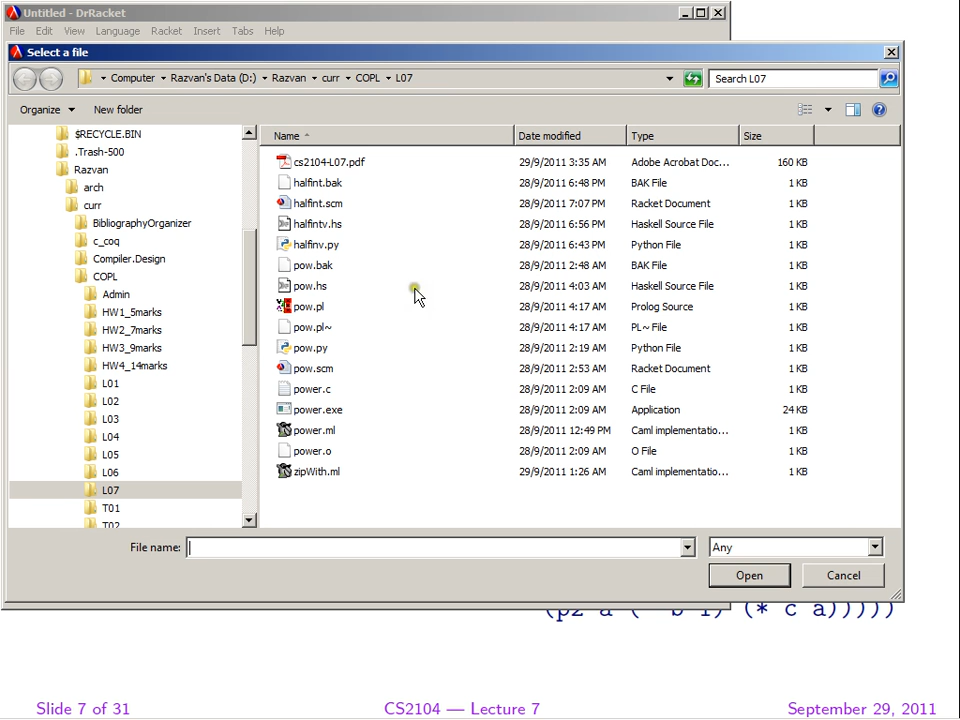 Untitled - DrRacket
File Edit View Language Racket Insert Tabs Help
Select a file
Computer Razvan's Data (D:) Razvan curr COPL L07
Search L07
Organize New folder
$RECYCLE.BIN
.Trash-500
Razvan
arch
curr
BibliographyOrganizer
c_coq
Compiler.Design
COPL
Admin
HW1_5marks
HW2_7marks
HW3_9marks
HW4_14marks
L01
L02
L03
L04
L05
L06
L07
T01
T02
Name Date modified Type Size
cs2104-L07.pdf 29/9/2011 3:35 AM Adobe Acrobat Doc... 160 KB
halfint.bak 28/9/2011 6:48 PM BAK File 1 KB
halfint.scm 28/9/2011 7:07 PM Racket Document 1 KB
halfintv.hs 28/9/2011 6:56 PM Haskell Source File 1 KB
halfinv.py 28/9/2011 6:43 PM Python File 1 KB
pow.bak 28/9/2011 2:48 AM BAK File 1 KB
pow.hs 28/9/2011 4:03 AM Haskell Source File 1 KB
pow.pl 28/9/2011 4:17 AM Prolog Source 1 KB
pow.pl~ 28/9/2011 4:17 AM PL~ File 1 KB
pow.py 28/9/2011 2:19 AM Python File 1 KB
pow.scm 28/9/2011 2:53 AM Racket Document 1 KB
power.c 28/9/2011 2:09 AM C File 1 KB
power.exe 28/9/2011 2:09 AM Application 24 KB
power.ml 28/9/2011 12:49 PM Caml implementatio... 1 KB
power.o 28/9/2011 2:09 AM O File 1 KB
zipWith.ml 29/9/2011 1:26 AM Caml implementatio... 1 KB
File name: Any
Open Cancel
(* c a)))))
Slide 7 of 31 CS2104 — Lecture 7 September 29, 2011